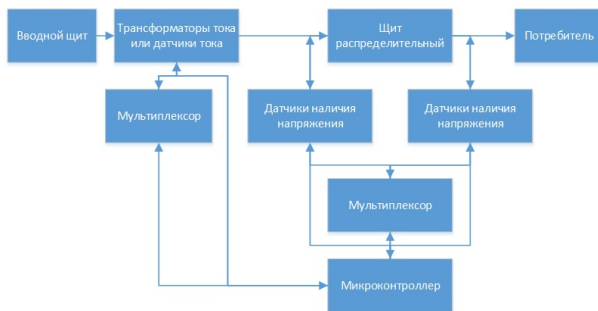 Вводной щит
Трансформаторы тока
или датчики тока
Щит
распределительный
Потребитель
Мультиплексор
Датчики наличия
напряжения
Датчики наличия
напряжения
Мультиплексор
Микроконтроллер